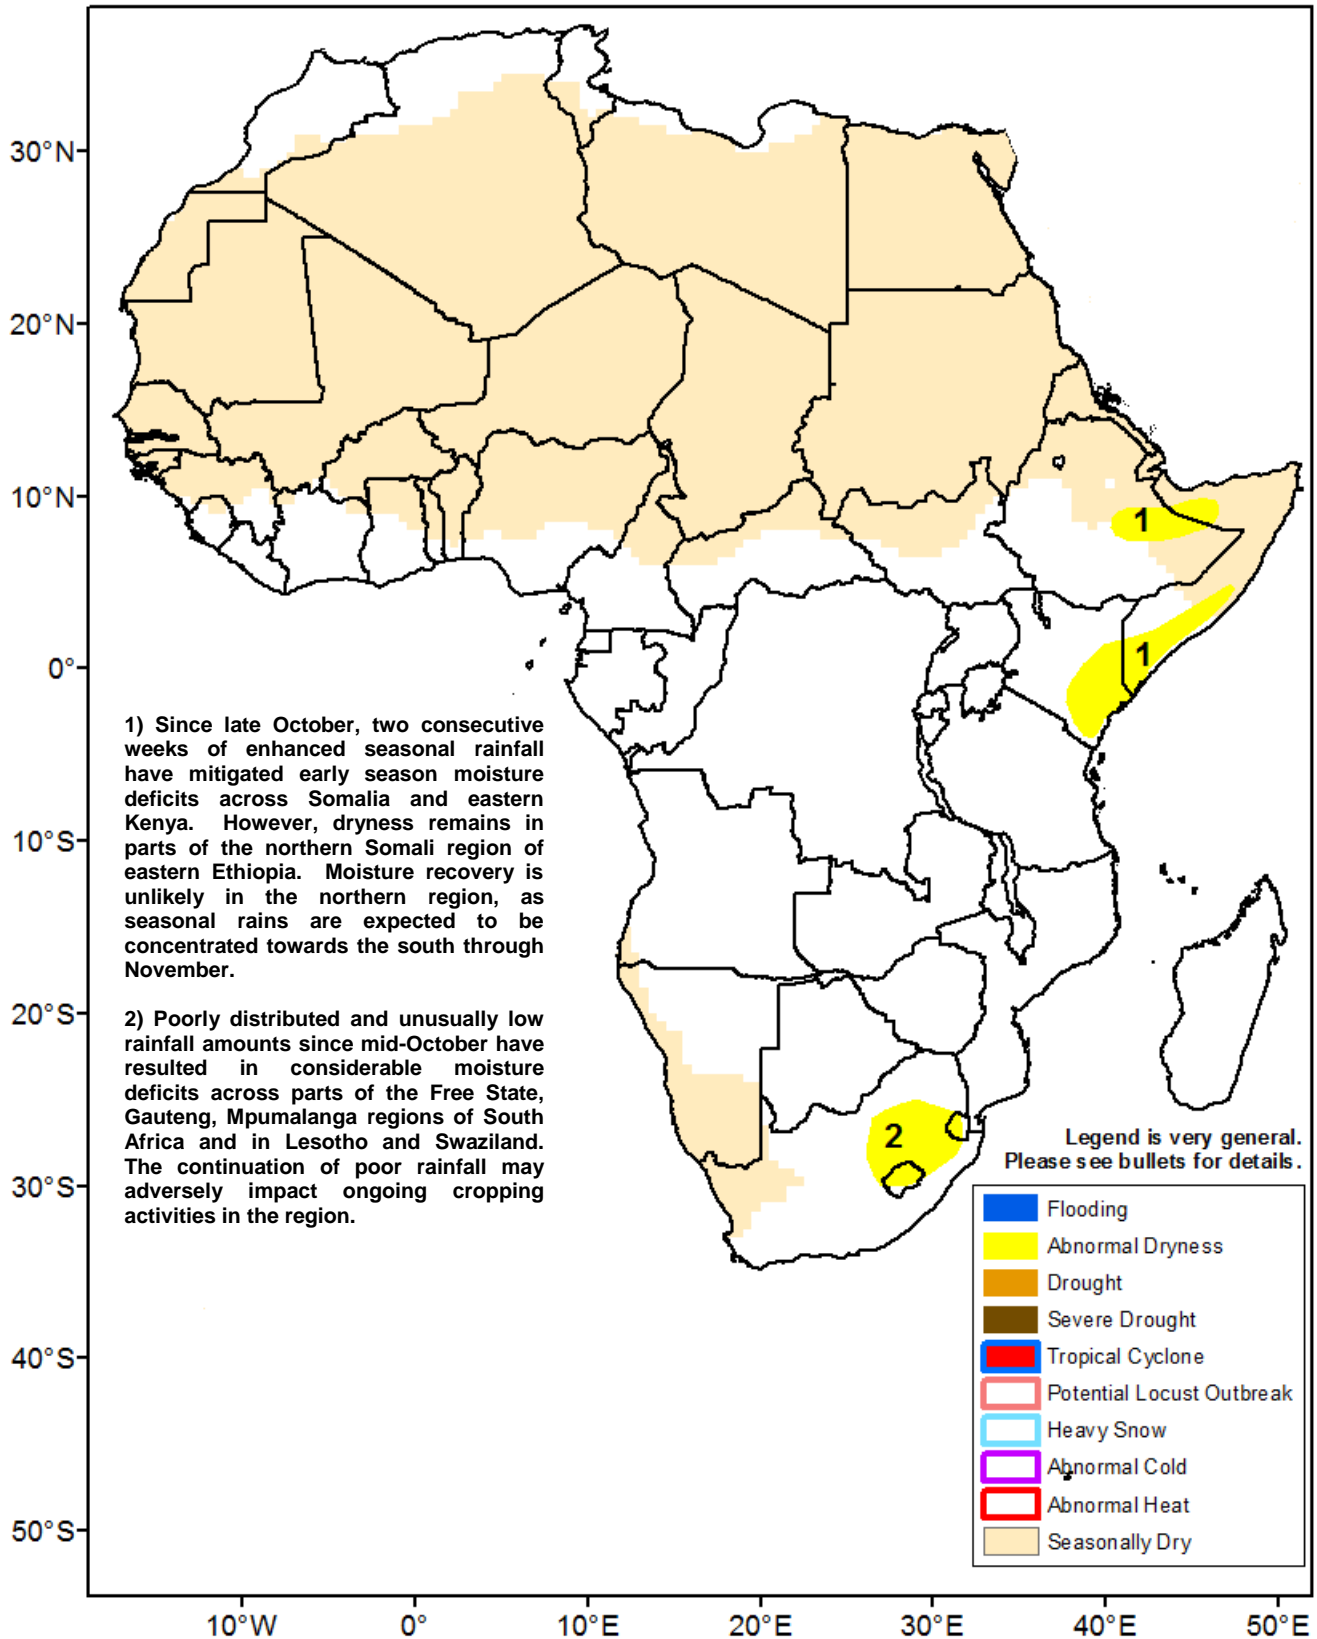 30°N
20°N
10°N
0°
10°S
20°S
30°S
40°S
50°S
1
1
1) Since late October, two consecutive
weeks of enhanced seasonal rainfall
have mitigated early season moisture
deficits across Somalia and eastern
Kenya. However, dryness remains in
parts of the northern Somali region of
eastern Ethiopia. Moisture recovery is
unlikely in the northern region, as
seasonal rains are expected to be
concentrated towards the south through
November.
2) Poorly distributed and unusually low
rainfall amounts since mid-October have
resulted in considerable moisture
deficits across parts of the Free State,
Gauteng, Mpumalanga regions of South
Africa and in Lesotho and Swaziland.
The continuation of poor rainfall may
adversely impact ongoing cropping
activities in the region.
2
Legend is very general.
Please see bullets for details.
Flooding
Abnormal Dryness
Drought
Severe Drought
Tropical Cyclone
Potential Locust Outbreak
Heavy Snow
Abnormal Cold
Abnormal Heat
Seasonally Dry
10°W 0° 10°E 20°E 30°E 40°E 50°E